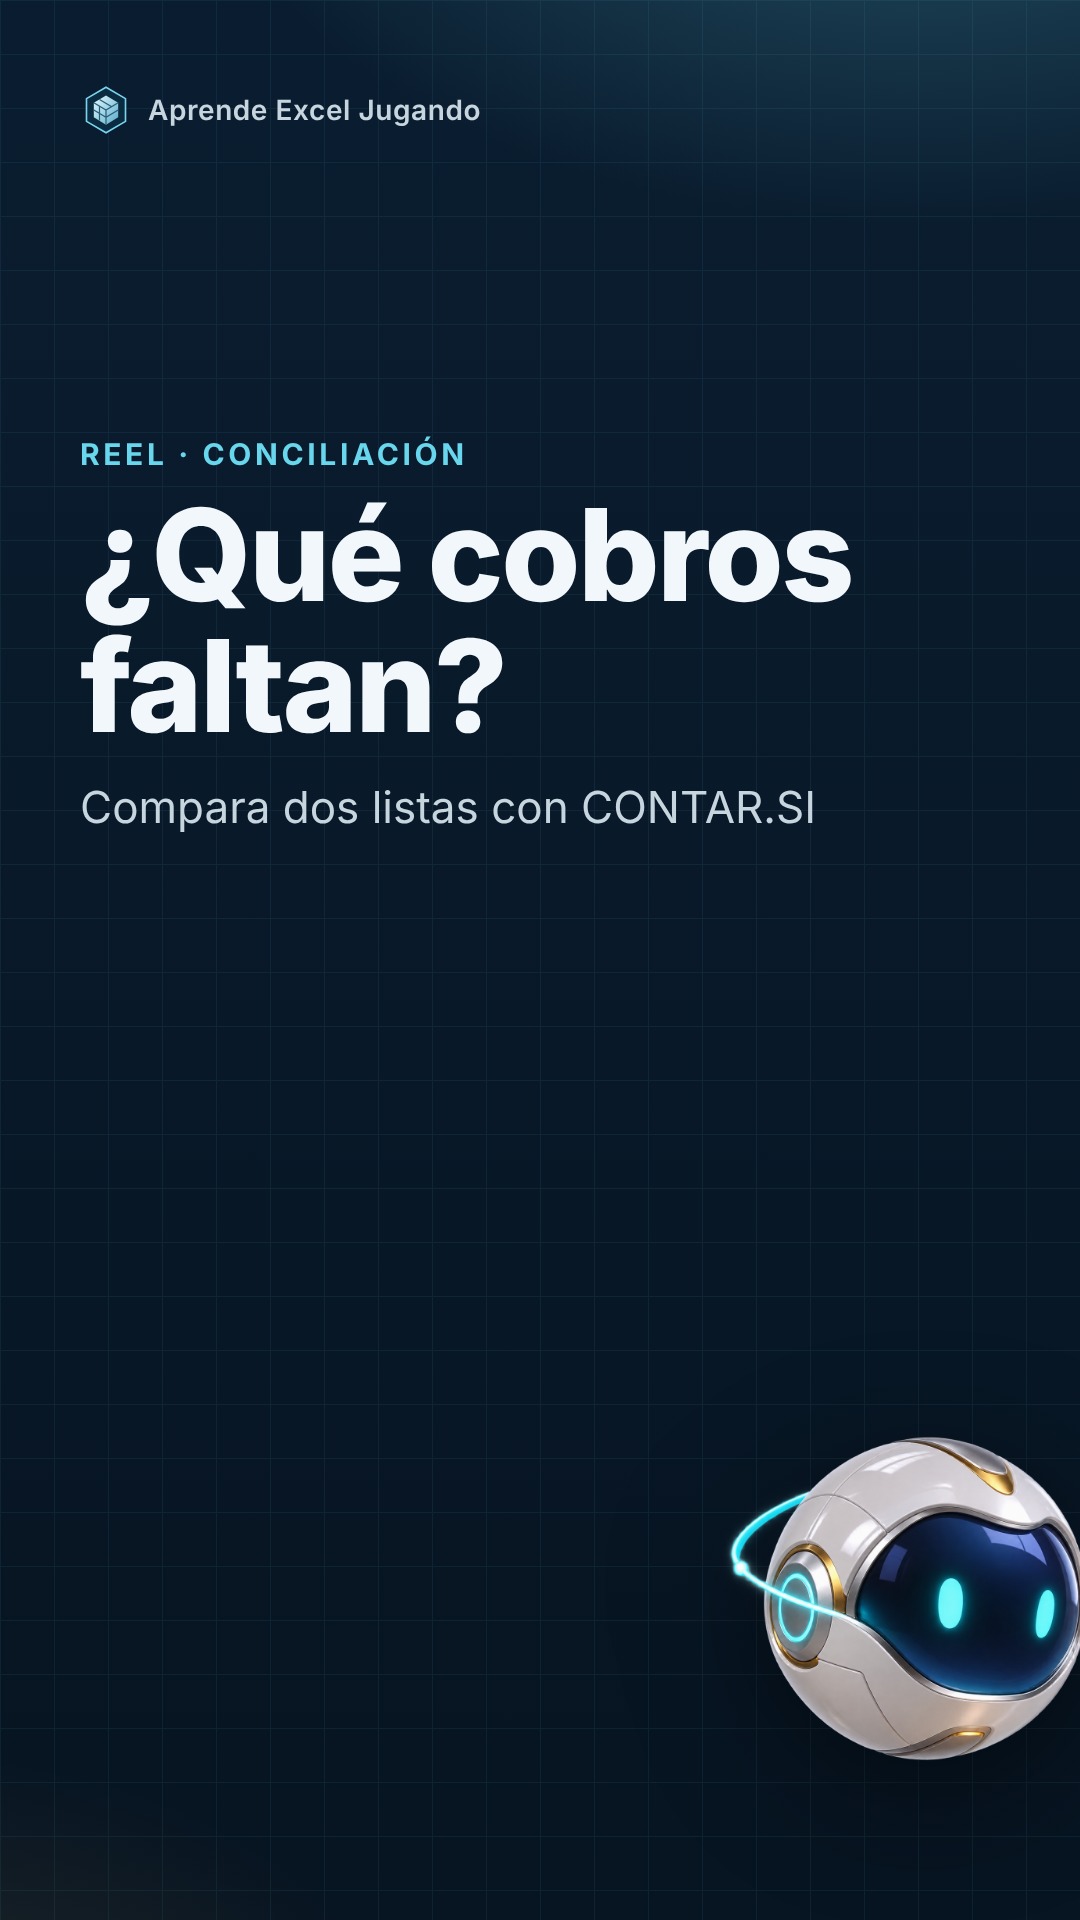 Aprende Excel Jugando
REEL · CONCILIACIÓN
¿Qué cobros
faltan?
Compara dos listas con CONTAR.SI